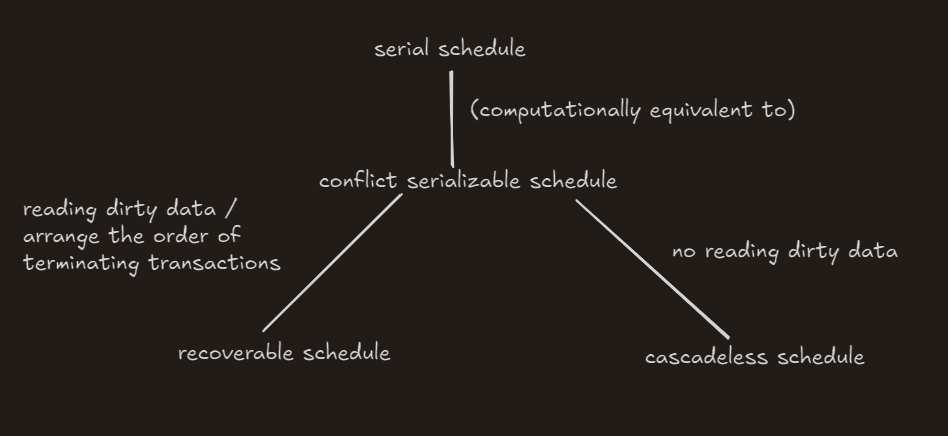 serial schedule
(computationally equivalent to)
conflict serializable schedule
reading dirty data /
arrange the order of
terminating transactions
no reading dirty data
recoverable schedule
cascadeless schedule